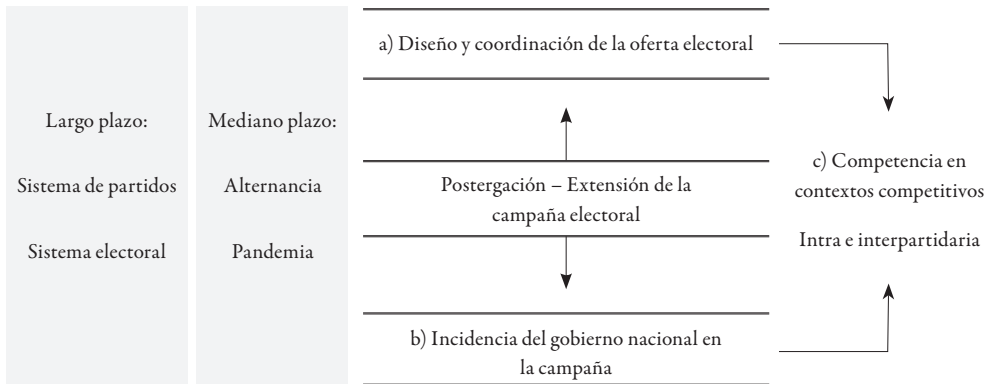 Largo plazo:
Sistema de partidos
Sistema electoral
Mediano plazo:
Alternancia
Pandemia
a) Diseño y coordinación de la oferta electoral
Postergación – Extensión de la
campaña electoral
b) Incidencia del gobierno nacional en
la campaña
c) Competencia en
contextos competitivos
Intra e interpartidaria